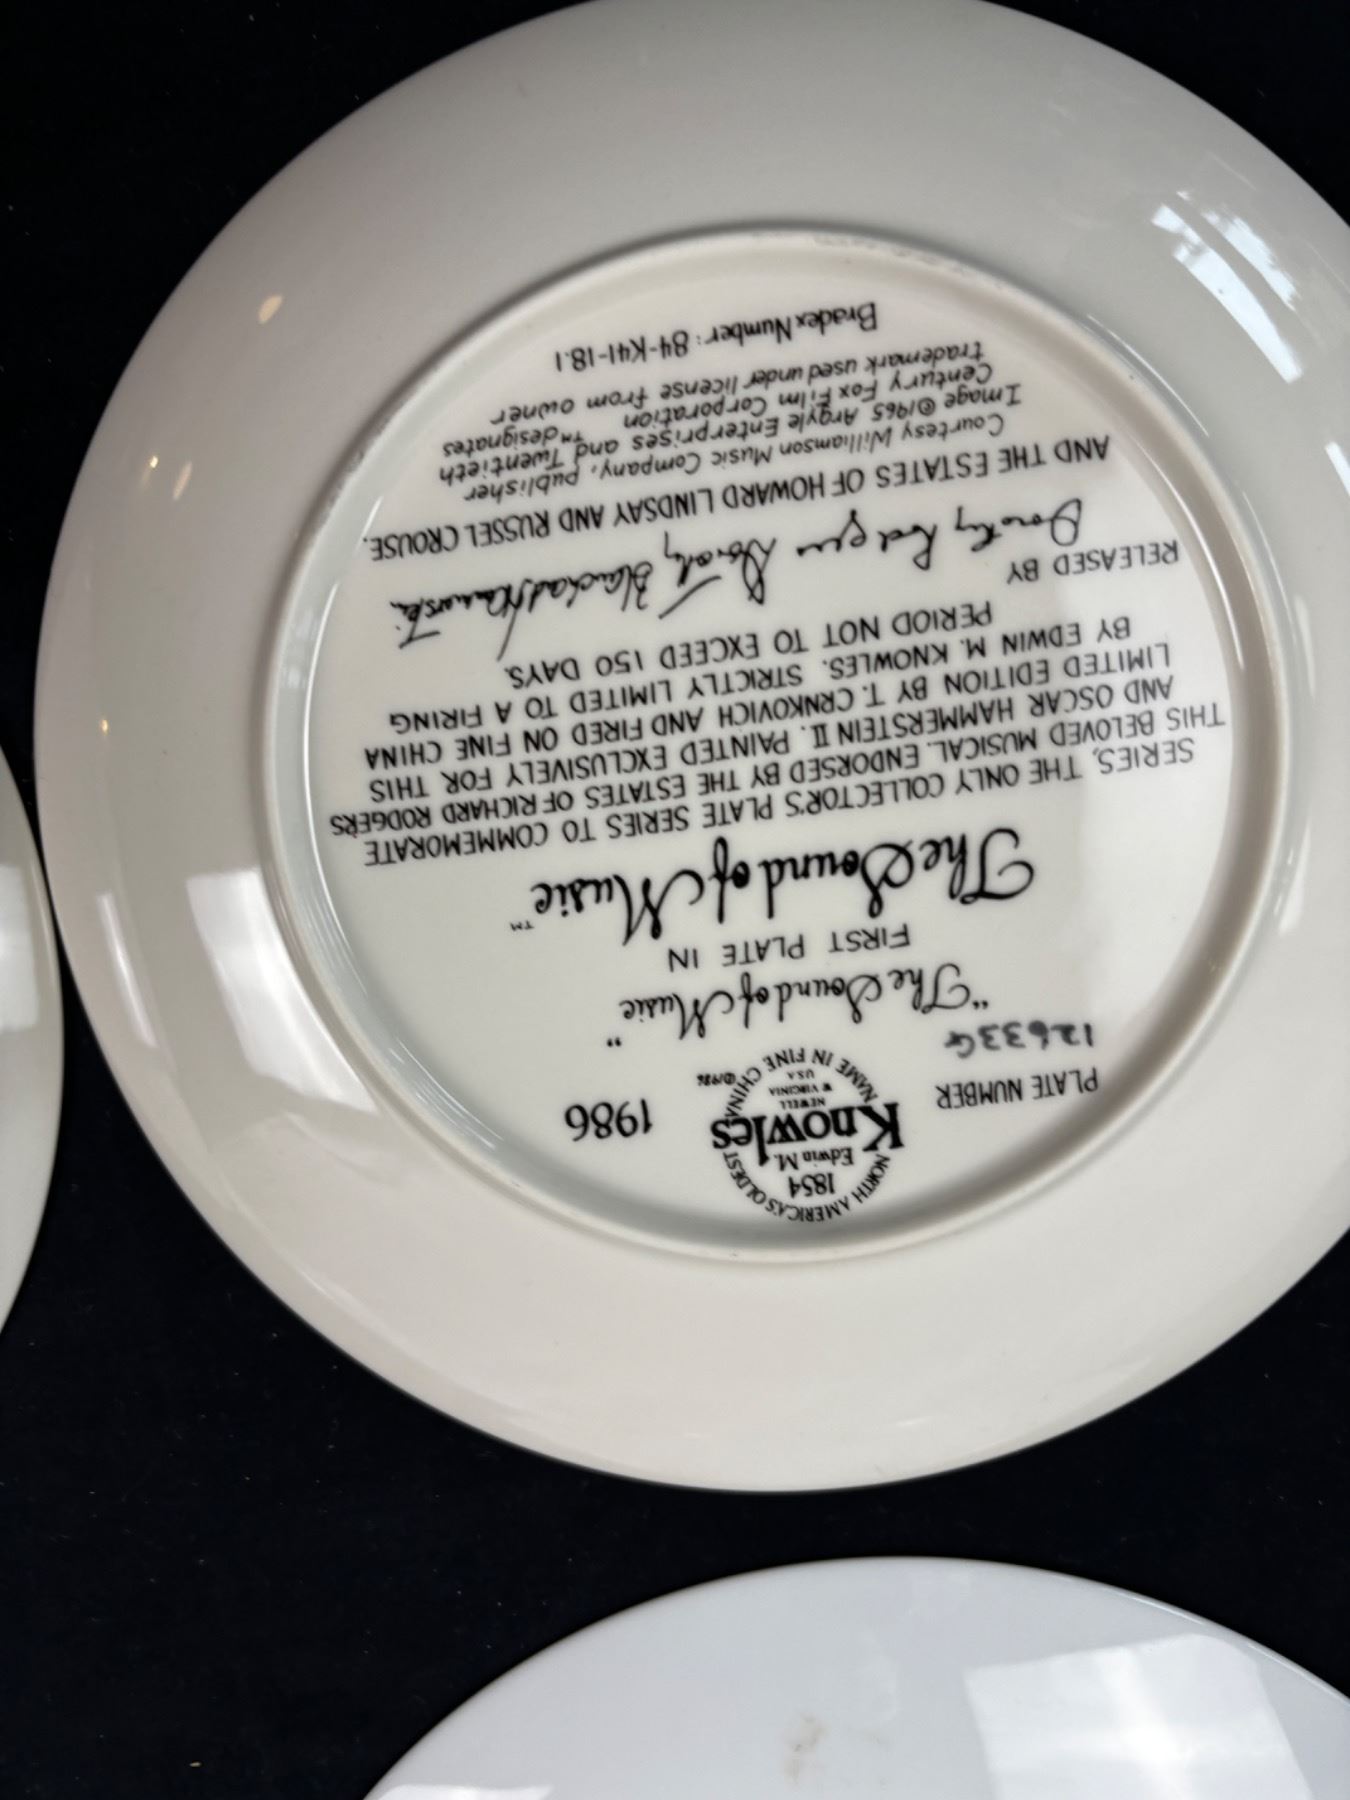 NORTH AMERICA'S OLDEST NAME IN FINE CHINA
1854
Edwin M.
Knowles
NEWELL
W VIRGINIA
U.S.A.
©1986
1986
PLATE NUMBER
12633G
"The Sound of Music"
FIRST PLATE IN
The Sound of Music™
SERIES, THE ONLY COLLECTOR'S PLATE SERIES TO COMMEMORATE
THIS BELOVED MUSICAL. ENDORSED BY THE ESTATES OF RICHARD RODGERS
AND OSCAR HAMMERSTEIN II. PAINTED EXCLUSIVELY FOR THIS
LIMITED EDITION BY T. CRNKOVICH AND FIRED ON FINE CHINA
BY EDWIN M. KNOWLES. STRICTLY LIMITED TO A FIRING
PERIOD NOT TO EXCEED 150 DAYS.
RELEASED BY
Dorothy Rodgers Dorothy Blanchard Hammerstein
AND THE ESTATES OF HOWARD LINDSAY AND RUSSEL CROUSE.
Courtesy Williamson Music Company, publisher
Image ©1965 Argyle Enterprises and Twentieth
Century Fox Film Corporation ™designates
trademark used under license from owner
Bradex Number: 84-K41-18.1